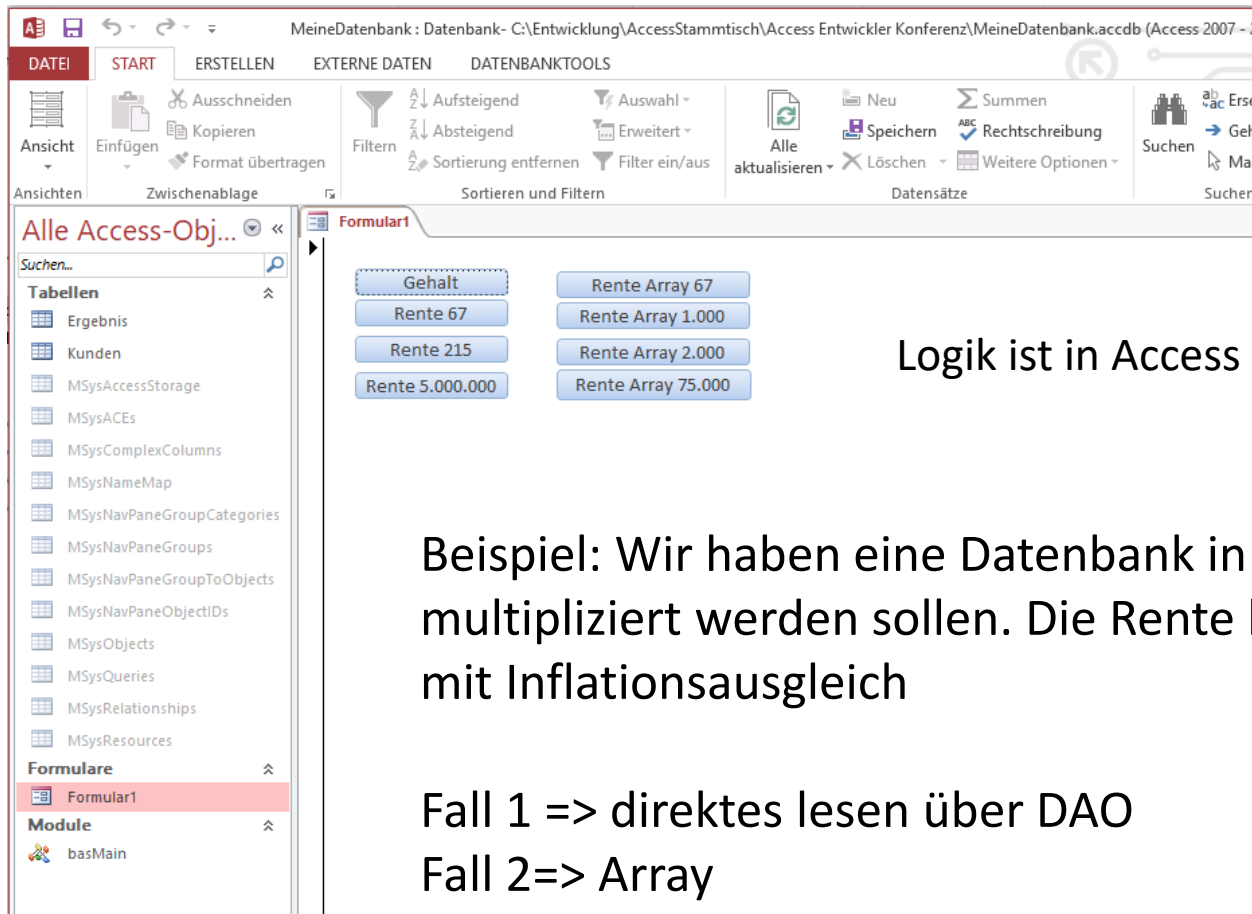 MeineDatenbank : Datenbank- C:\Entwicklung\AccessStammtisch\Access Entwickler Konferenz\MeineDatenbank.accdb (Access 2007 -
DATEI START ERSTELLEN EXTERNE DATEN DATENBANKTOOLS
Ausschneiden Aufsteigend Auswahl Neu Summen
Kopieren Absteigend Erweitert Speichern Rechtschreibung
Ansicht Einfügen Format übertragen Filtern Sortierung entfernen Filter ein/aus Alle aktualisieren Löschen Weitere Optionen Suchen
Ansichten Zwischenablage Sortieren und Filtern Datensätze Suchen
Alle Access-Obj... «
Formular1
Suchen...
Tabellen
Ergebnis
Kunden
MSysAccessStorage
MSysACEs
MSysComplexColumns
MSysNameMap
MSysNavPaneGroupCategories
MSysNavPaneGroups
MSysNavPaneGroupToObjects
MSysNavPaneObjectIDs
MSysObjects
MSysQueries
MSysRelationships
MSysResources
Formulare
Formular1
Module
basMain
Gehalt Rente Array 67
Rente 67 Rente Array 1.000
Rente 215 Rente Array 2.000
Rente 5.000.000 Rente Array 75.000
Logik ist in Access
Beispiel: Wir haben eine Datenbank in
multipliziert werden sollen. Die Rente
mit Inflationsausgleich
Fall 1 => direktes lesen über DAO
Fall 2=> Array